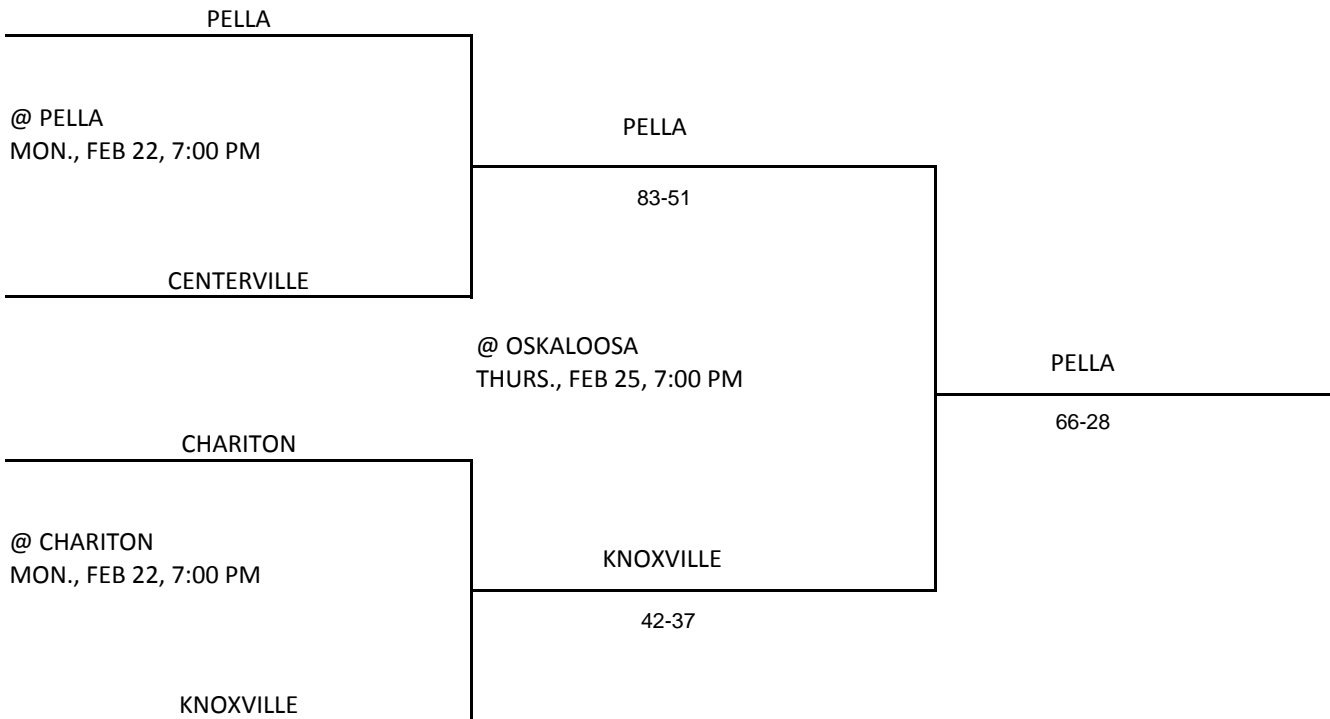 PELLA
@ PELLA
MON., FEB 22, 7:00 PM
PELLA
83-51
CENTERVILLE
@ OSKALOOSA
THURS., FEB 25, 7:00 PM
PELLA
66-28
CHARITON
@ CHARITON
MON., FEB 22, 7:00 PM
KNOXVILLE
42-37
KNOXVILLE